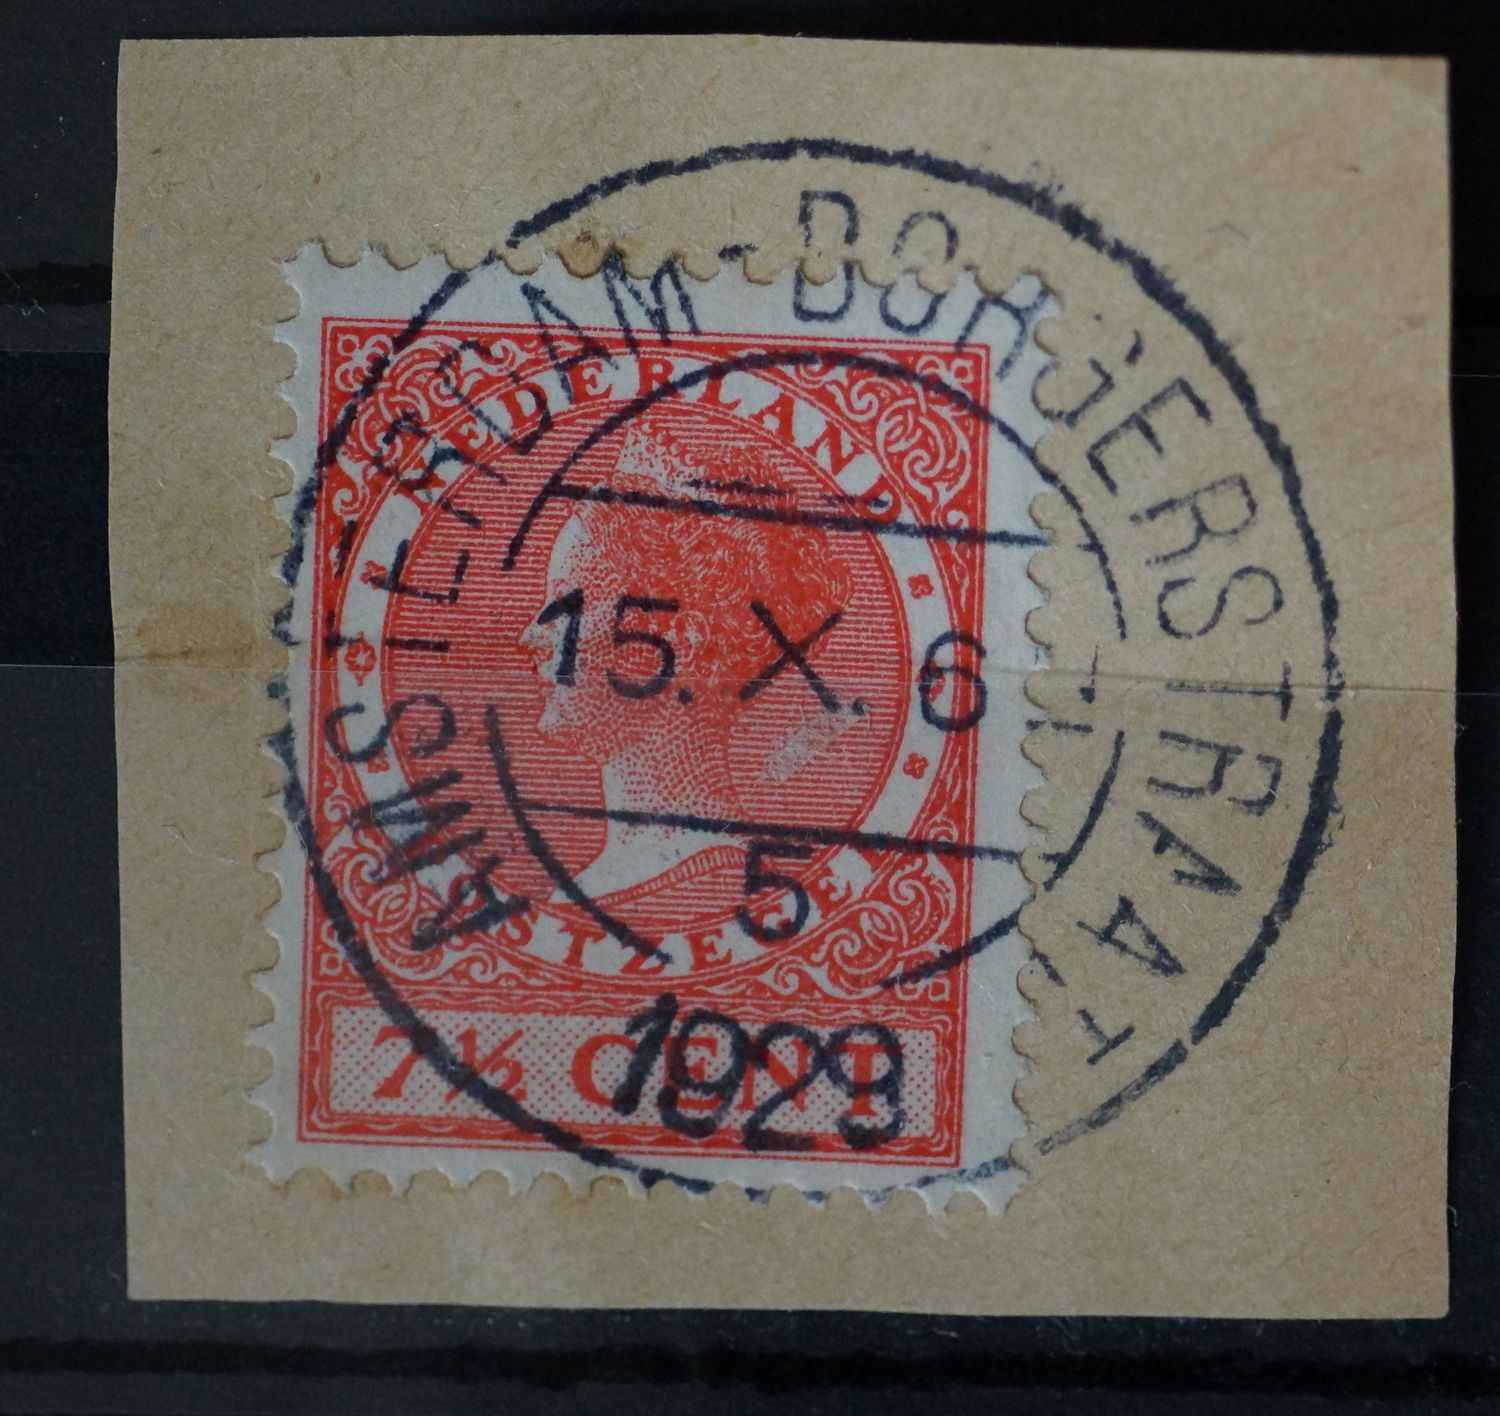 AMSTERDAM-BORGERSTRAAT
NEDERLAND
15.X.6
5
POSTZEGEL
1929
7½ CENT